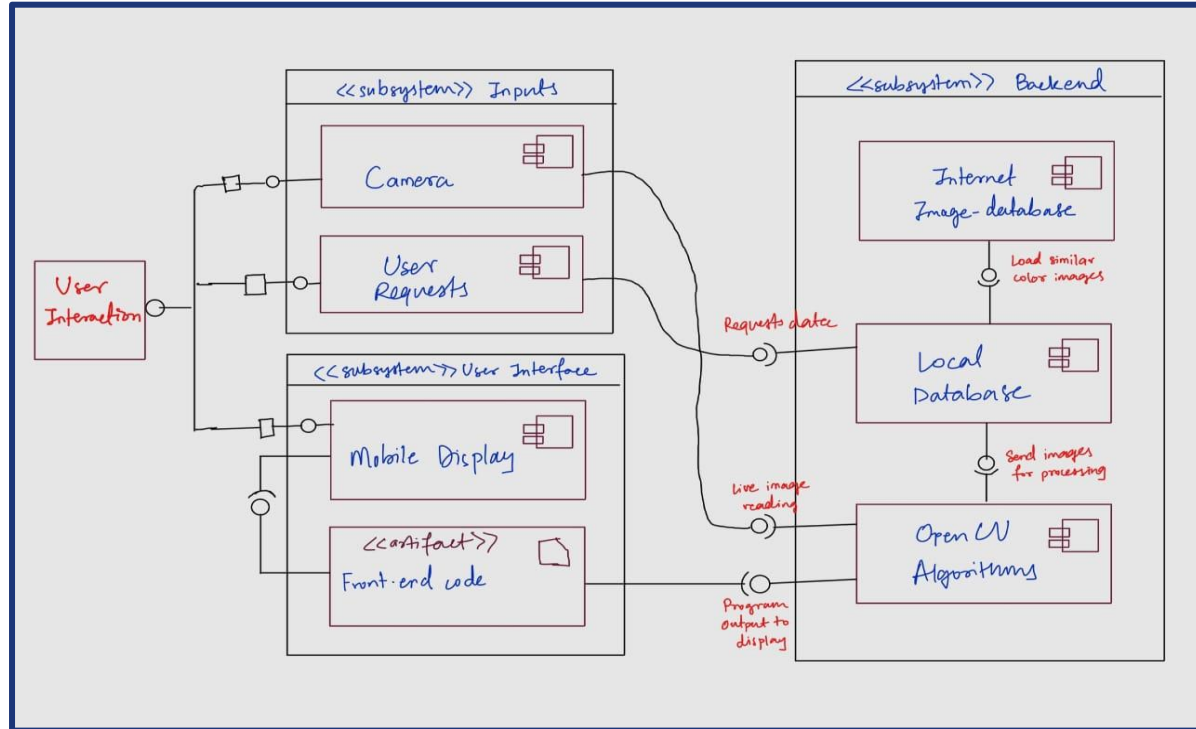 <<subsystem>> Inputs
Camera
User
Requests
User
Interaction
<<subsystem>> User Interface
Mobile Display
<<artifact>>
Front-end code
<<subsystem>> Backend
Internet
Image-database
Load similar
color images
Requests data
Local
Database
Send images
for processing
Live image
reading
Open CV
Algorithms
Program
output to
display